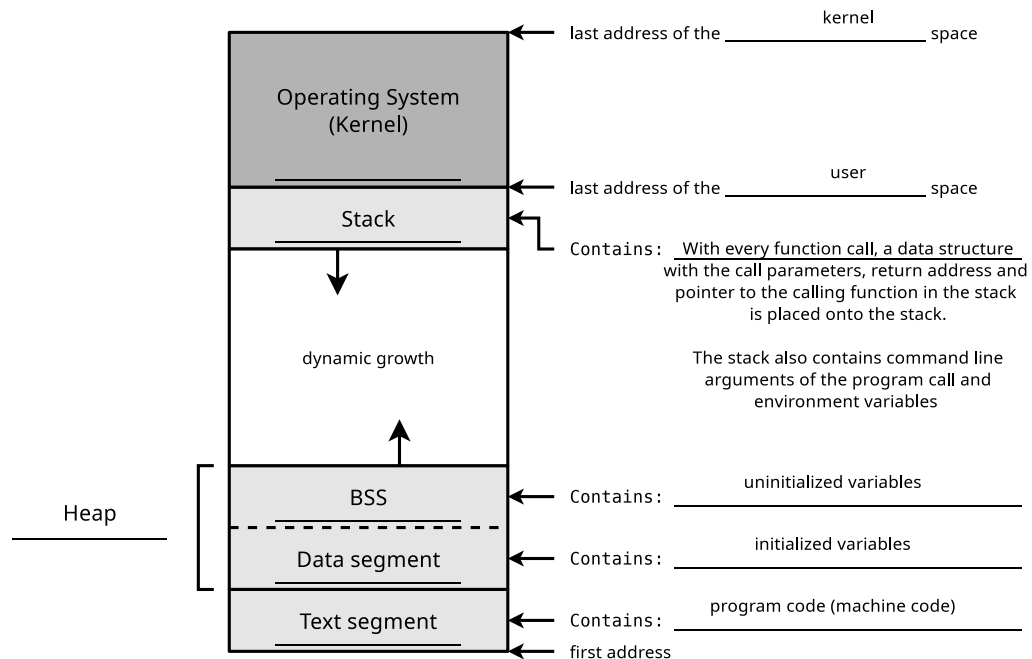 kernel
last address of the space
Operating System
(Kernel)
user
last address of the space
Stack
Contains: With every function call, a data structure
with the call parameters, return address and
pointer to the calling function in the stack
is placed onto the stack.
The stack also contains command line
arguments of the program call and
environment variables
dynamic growth
Heap
BSS
uninitialized variables
Contains:
Data segment
initialized variables
Contains:
Text segment
program code (machine code)
Contains:
first address